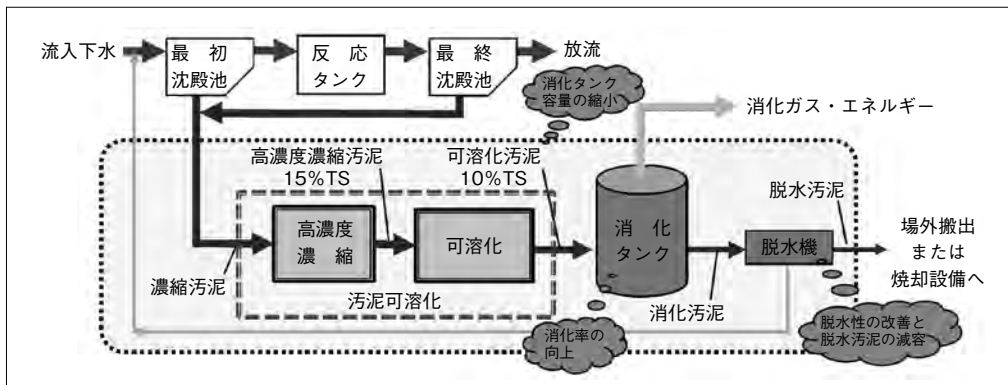 流入下水
最 初
沈殿池
反 応
タンク
最 終
沈殿池
放流
消化タンク
容量の縮小
消化ガス・エネルギー
高濃度濃縮汚泥
15%TS
可溶化汚泥
10%TS
脱水汚泥
高濃度
濃 縮
可溶化
消 化
タンク
脱水機
場外搬出
または
焼却設備へ
濃縮汚泥
汚泥可溶化
消化汚泥
消化率の
向上
脱水性の改善と
脱水汚泥の減容